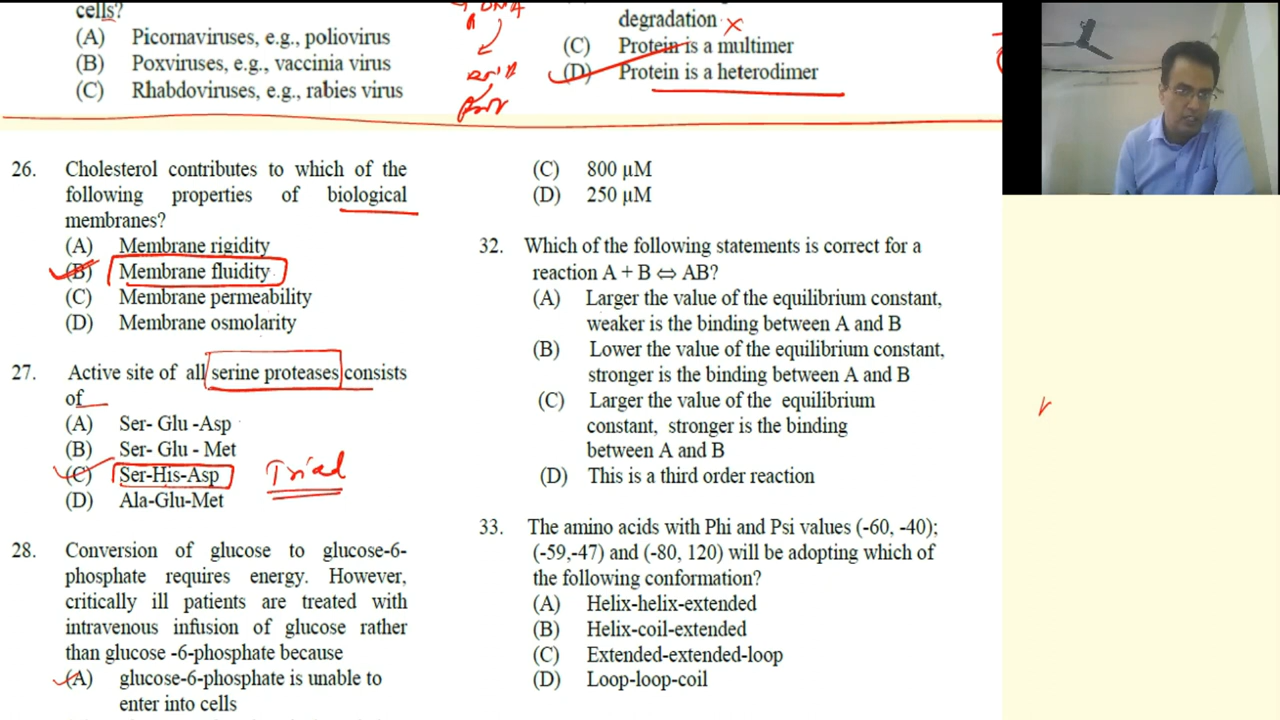 cells?
(A) Picornaviruses, e.g., poliovirus
(B) Poxviruses, e.g., vaccinia virus
(C) Rhabdoviruses, e.g., rabies virus
DNA
degradation x
(C) Protein is a multimer
(D) Protein is a heterodimer
26. Cholesterol contributes to which of the
following properties of biological
membranes?
(A) Membrane rigidity
(B) Membrane fluidity
(C) Membrane permeability
(D) Membrane osmolarity
27. Active site of all serine proteases consists
of
(A) Ser- Glu -Asp
(B) Ser- Glu - Met
(C) Ser-His-Asp
Triad
(D) Ala-Glu-Met
28. Conversion of glucose to glucose-6-
phosphate requires energy. However,
critically ill patients are treated with
intravenous infusion of glucose rather
than glucose -6-phosphate because
(A) glucose-6-phosphate is unable to
enter into cells
(C) 800 µM
(D) 250 µM
32. Which of the following statements is correct for a
reaction A + B ⇔ AB?
(A) Larger the value of the equilibrium constant,
weaker is the binding between A and B
(B) Lower the value of the equilibrium constant,
stronger is the binding between A and B
(C) Larger the value of the equilibrium
constant, stronger is the binding
between A and B
(D) This is a third order reaction
33. The amino acids with Phi and Psi values (-60, -40);
(-59,-47) and (-80, 120) will be adopting which of
the following conformation?
(A) Helix-helix-extended
(B) Helix-coil-extended
(C) Extended-extended-loop
(D) Loop-loop-coil